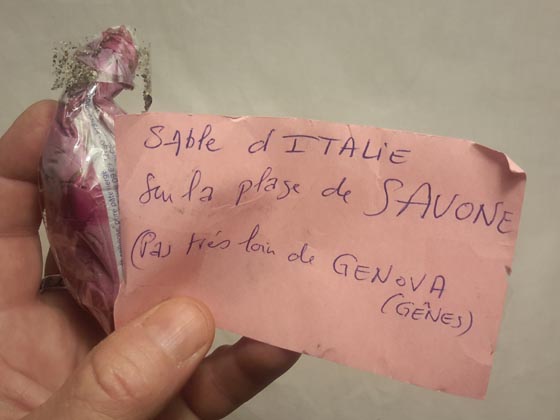 Sable d'ITALIE
Sur la plage de SAVONE
(Pas très loin de GENOVA
(GÊNES)